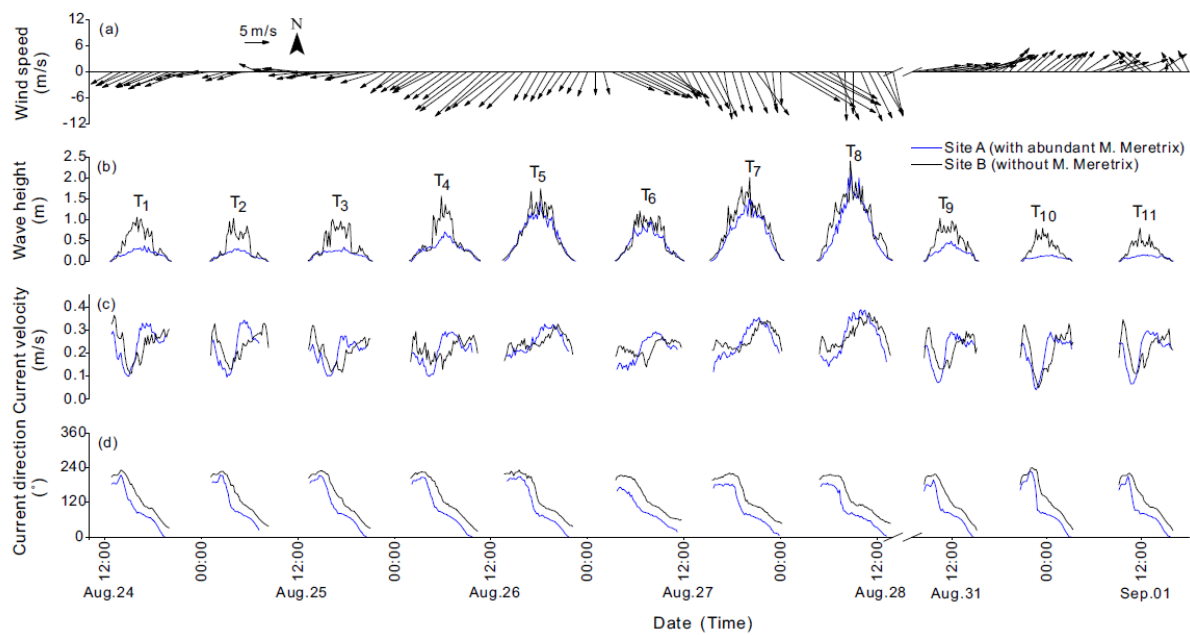 (a)
5 m/s
N
Wind speed
(m/s)
12
6
0
-6
-12
Site A (with abundant M. Meretrix)
Site B (without M. Meretrix)
(b)
Wave height
(m)
2.5
2.0
1.5
1.0
0.5
0.0
T1
T2
T3
T4
T5
T6
T7
T8
T9
T10
T11
(c)
Current velocity
(m/s)
0.4
0.3
0.2
0.1
0.0
(d)
Current direction
(°)
360
240
120
0
12:00
00:00
12:00
00:00
12:00
00:00
12:00
00:00
12:00
12:00
00:00
12:00
Aug.24
Aug.25
Aug.26
Aug.27
Aug.28
Aug.31
Sep.01
Date (Time)